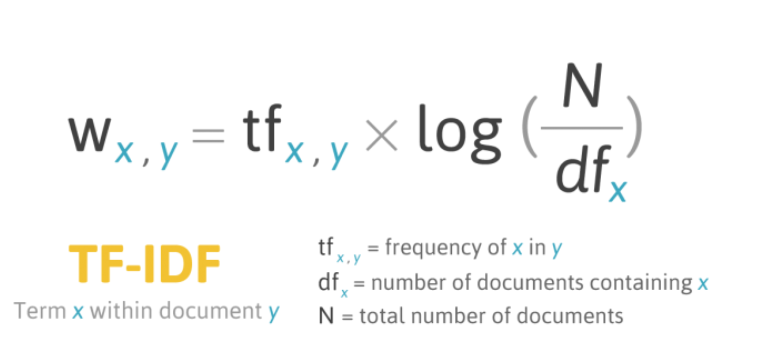 w x , y = tf x , y × log ( N / df x )
TF-IDF
Term x within document y
tf x , y = frequency of x in y
df x = number of documents containing x
N = total number of documents